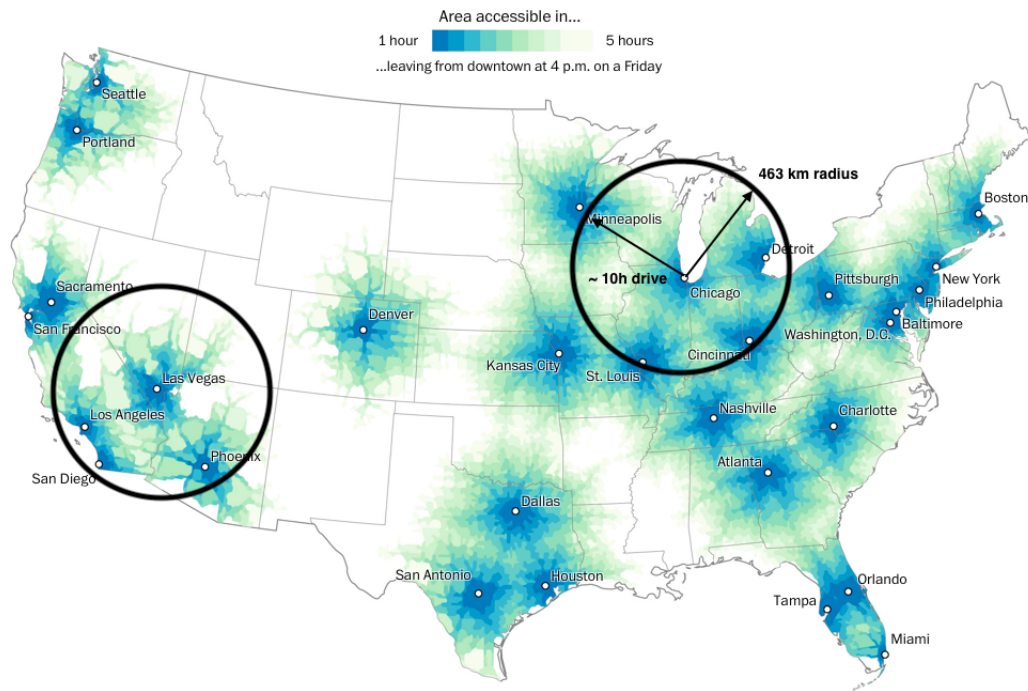 Area accessible in...
1 hour
5 hours
...leaving from downtown at 4 p.m. on a Friday
Seattle
Portland
463 km radius
Boston
Minneapolis
Detroit
Pittsburgh
New York
~ 10h drive
Chicago
Sacramento
Philadelphia
Denver
San Francisco
Washington, D.C.
Baltimore
Cincinnati
Kansas City
St. Louis
Las Vegas
Los Angeles
Nashville
Charlotte
Phoenix
Atlanta
San Diego
Dallas
San Antonio
Houston
Orlando
Tampa
Miami